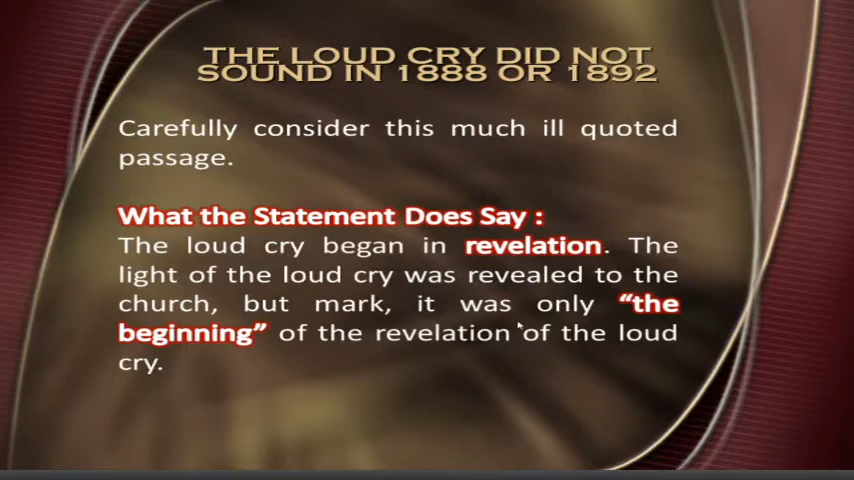 THE LOUD CRY DID NOT
SOUND IN 1888 OR 1892
Carefully consider this much ill quoted
passage.
What the Statement Does Say :
The loud cry began in revelation. The
light of the loud cry was revealed to the
church, but mark, it was only “the
beginning” of the revelation of the loud
cry.